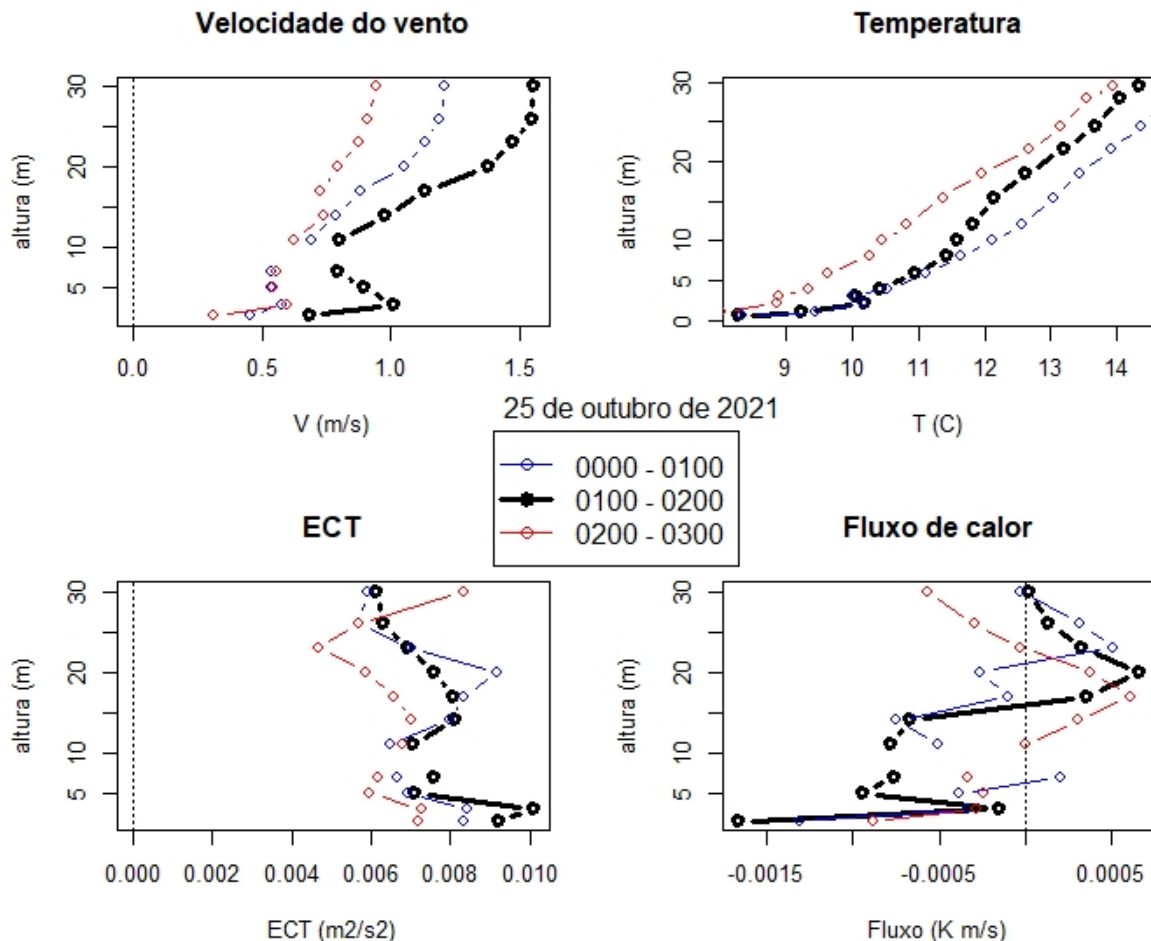 Velocidade do vento
altura (m)
30
20
10
5
0.0 0.5 1.0 1.5
V (m/s)
Temperatura
altura (m)
30
20
10
5
0
9 10 11 12 13 14
T (C)
25 de outubro de 2021
0000 - 0100
0100 - 0200
0200 - 0300
ECT
altura (m)
30
20
10
5
0.000 0.002 0.004 0.006 0.008 0.010
ECT (m2/s2)
Fluxo de calor
altura (m)
30
20
10
5
-0.0015 -0.0005 0.0005
Fluxo (K m/s)